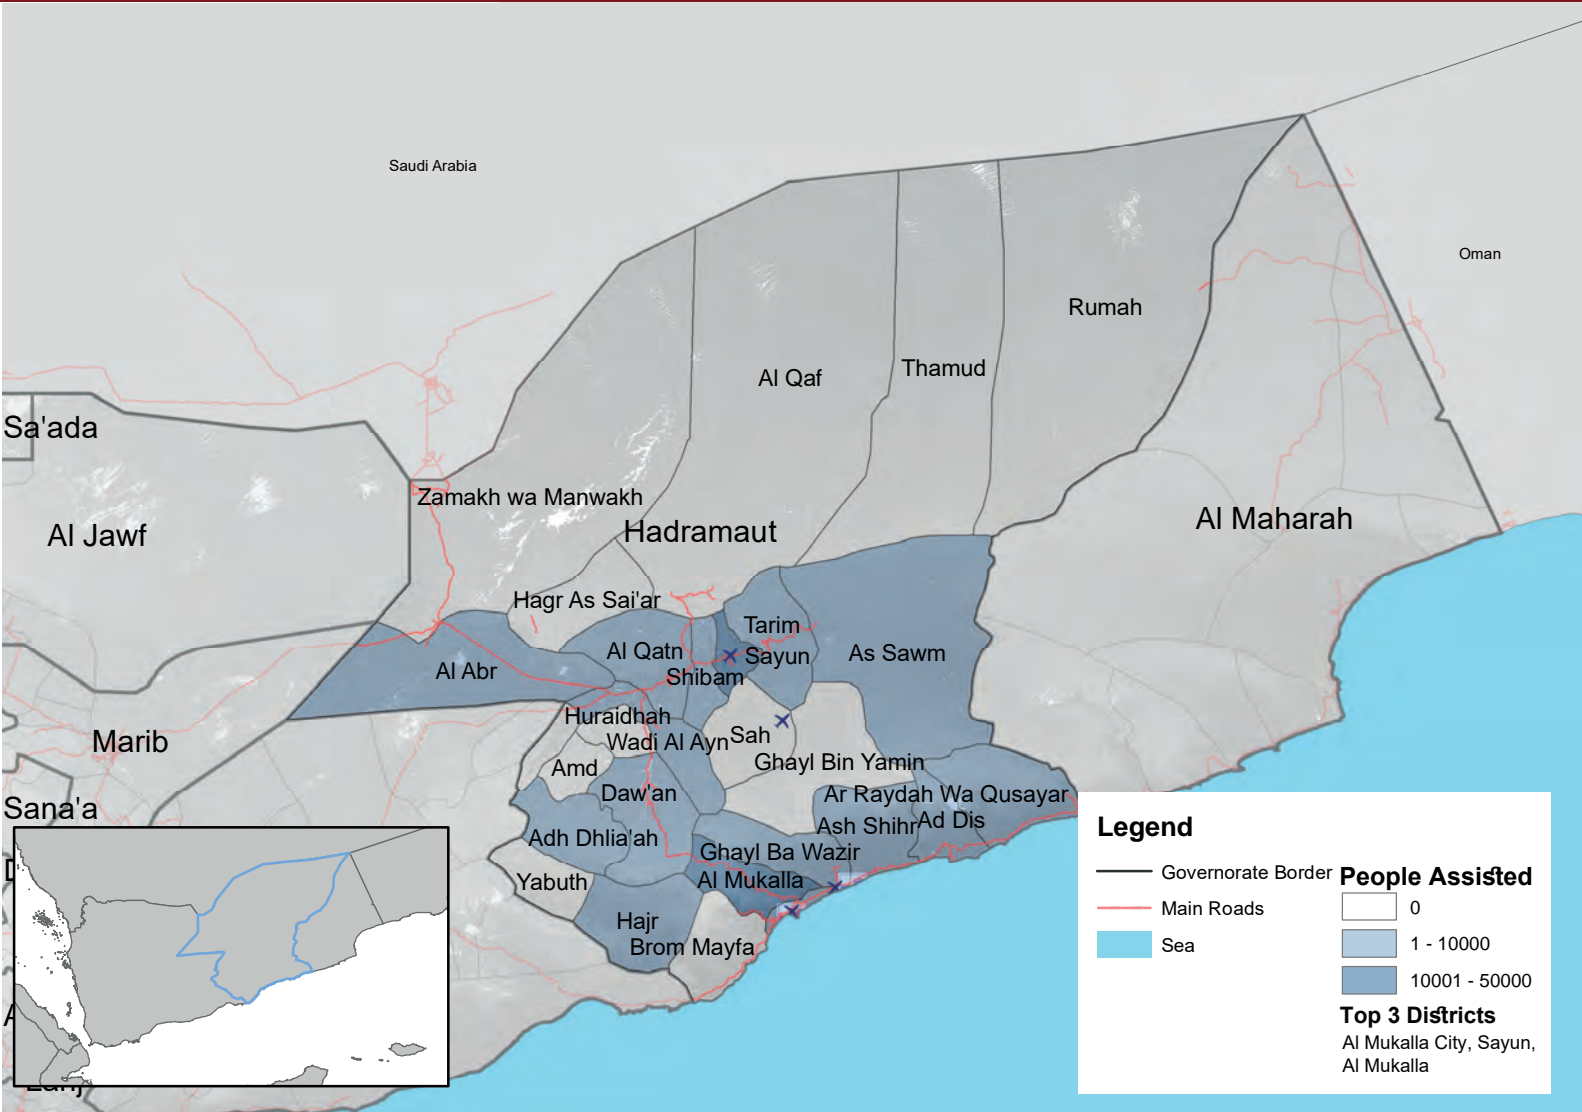 Saudi Arabia
Oman
Rumah
Al Qaf
Thamud
Sa'ada
Zamakh wa Manwakh
Al Jawf
Hadramaut
Al Maharah
Hagr As Sai'ar
Tarim
Al Qatn
Sayun
As Sawm
Al Abr
Shibam
Huraidhah
Marib
Wadi Al Ayn
Sah
Ghayl Bin Yamin
Amd
Daw'an
Ar Raydah Wa Qusayar
Sana'a
Ash Shihr
Ad Dis
Adh Dhlia'ah
Ghayl Ba Wazir
Yabuth
Al Mukalla
Hajr
Brom Mayfa
Legend
Governorate Border
Main Roads
Sea
People Assisted
0
1 - 10000
10001 - 50000
Top 3 Districts
Al Mukalla City, Sayun,
Al Mukalla